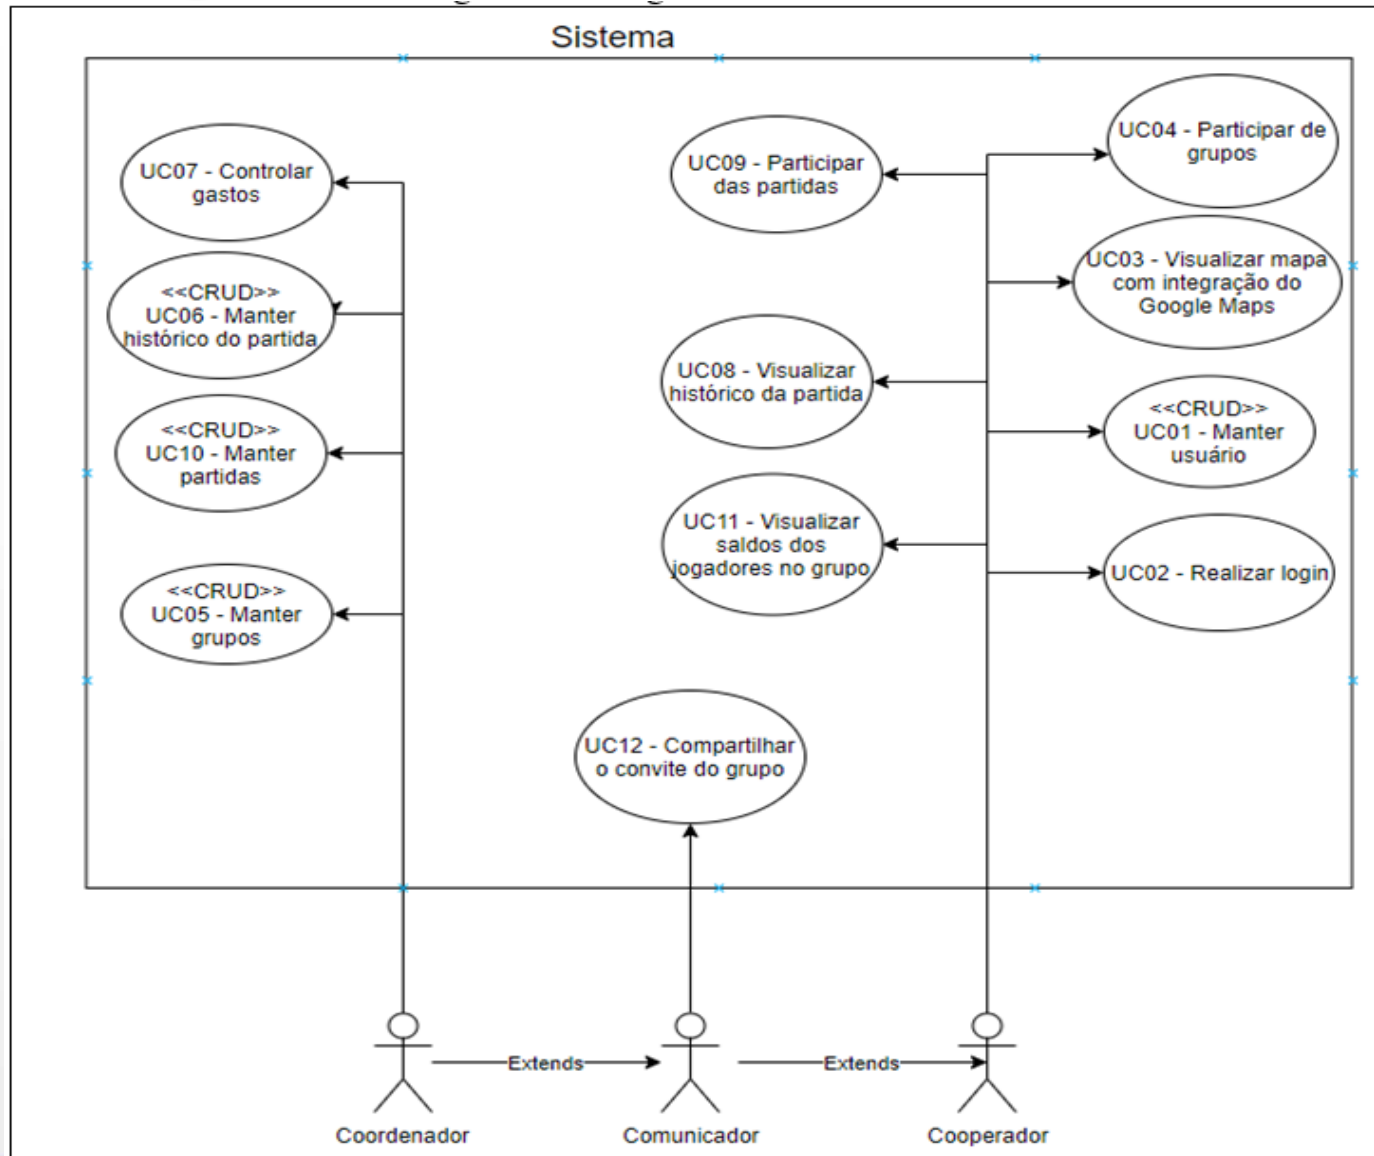 Sistema
UC07 - Controlar
gastos
<<CRUD>>
UC06 - Manter
histórico do partida
<<CRUD>>
UC10 - Manter
partidas
<<CRUD>>
UC05 - Manter
grupos
UC09 - Participar
das partidas
UC08 - Visualizar
histórico da partida
UC11 - Visualizar
saldos dos
jogadores no grupo
UC12 - Compartilhar
o convite do grupo
UC04 - Participar de
grupos
UC03 - Visualizar mapa
com integração do
Google Maps
<<CRUD>>
UC01 - Manter
usuário
UC02 - Realizar login
Extends
Extends
Coordenador
Comunicador
Cooperador